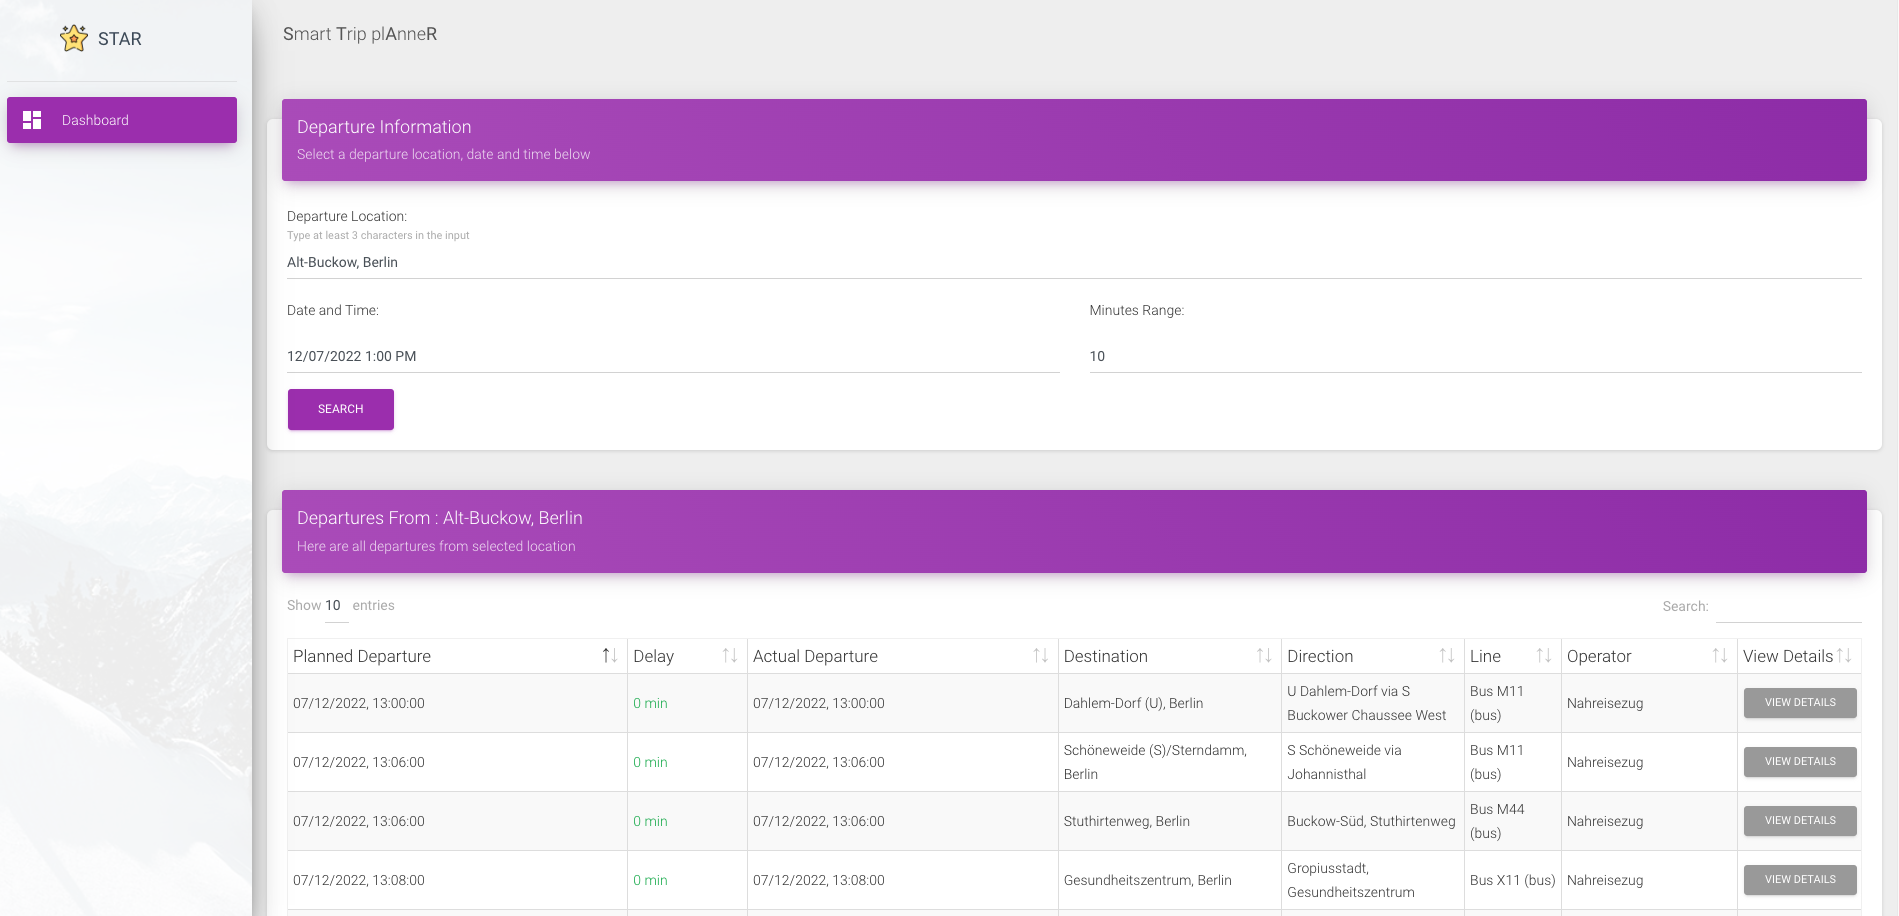 STAR
Smart Trip plAnneR
Dashboard
Departure Information
Select a departure location, date and time below
Departure Location:
Type at least 3 characters in the input
Alt-Buckow, Berlin
Date and Time:
Minutes Range:
12/07/2022 1:00 PM
10
SEARCH
Departures From : Alt-Buckow, Berlin
Here are all departures from selected location
Show 10 entries
Search:
Planned Departure Delay Actual Departure Destination Direction Line Operator View Details
07/12/2022, 13:00:00 0 min 07/12/2022, 13:00:00 Dahlem-Dorf (U), Berlin U Dahlem-Dorf via S Buckower Chaussee West Bus M11 (bus) Nahreisezug VIEW DETAILS
07/12/2022, 13:06:00 0 min 07/12/2022, 13:06:00 Schöneweide (S)/Sterndamm, Berlin S Schöneweide via Johannisthal Bus M11 (bus) Nahreisezug VIEW DETAILS
07/12/2022, 13:06:00 0 min 07/12/2022, 13:06:00 Stuthirtenweg, Berlin Buckow-Süd, Stuthirtenweg Bus M44 (bus) Nahreisezug VIEW DETAILS
07/12/2022, 13:08:00 0 min 07/12/2022, 13:08:00 Gesundheitszentrum, Berlin Gropiusstadt, Gesundheitszentrum Bus X11 (bus) Nahreisezug VIEW DETAILS